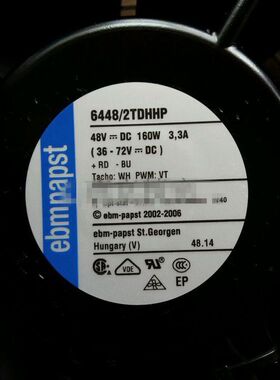 ebmpapst
6448/2TDHHP
48V ⎓ DC 160W 3,3A
(36 - 72V ⎓ DC)
+ RD - BU
Tacho: WH PWM: VT
© ebm-papst 2002-2006
ebm-papst St.Georgen
Hungary (V) 48.14
VDE
EP